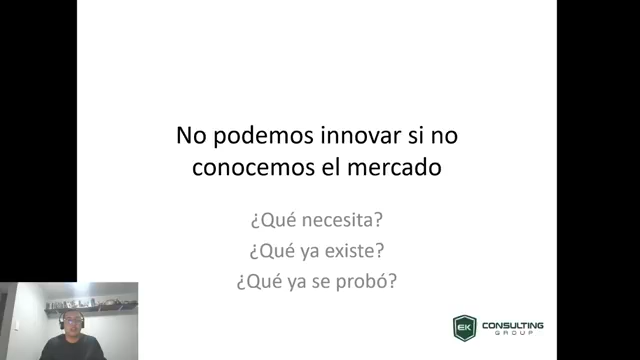 No podemos innovar si no
conocemos el mercado
¿Qué necesita?
¿Qué ya existe?
¿Qué ya se probó?
EK CONSULTING
GROUP